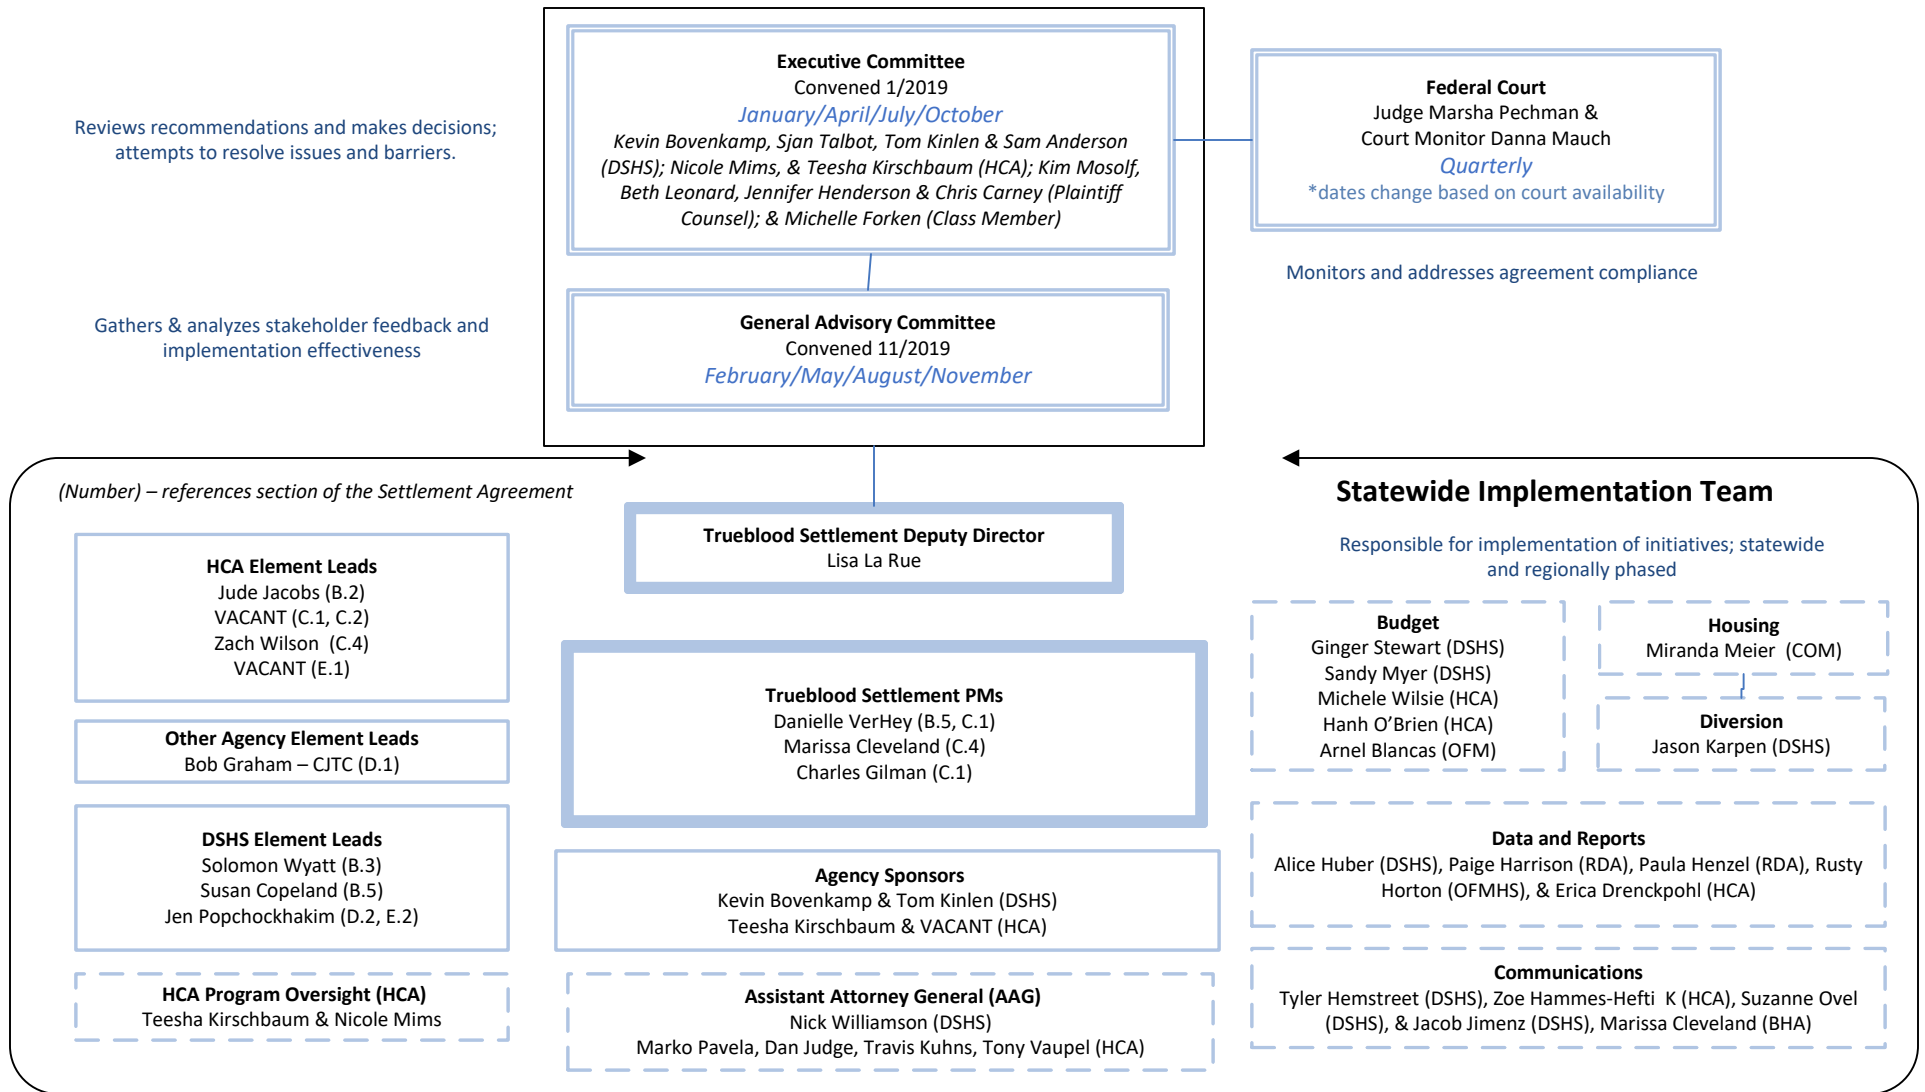 Executive Committee
Convened 1/2019
January/April/July/October
Kevin Bovenkamp, Sjan Talbot, Tom Kinlen & Sam Anderson
(DSHS); Nicole Mims, & Teesha Kirschbaum (HCA); Kim Mosolf,
Beth Leonard, Jennifer Henderson & Chris Carney (Plaintiff
Counsel); & Michelle Forken (Class Member)
Federal Court
Judge Marsha Pechman &
Court Monitor Danna Mauch
Quarterly
*dates change based on court availability
Reviews recommendations and makes decisions;
attempts to resolve issues and barriers.
Monitors and addresses agreement compliance
Gathers & analyzes stakeholder feedback and
implementation effectiveness
General Advisory Committee
Convened 11/2019
February/May/August/November
(Number) – references section of the Settlement Agreement
Statewide Implementation Team
Responsible for implementation of initiatives; statewide
and regionally phased
Trueblood Settlement Deputy Director
Lisa La Rue
HCA Element Leads
Jude Jacobs (B.2)
VACANT (C.1, C.2)
Zach Wilson  (C.4)
VACANT (E.1)
Other Agency Element Leads
Bob Graham – CJTC (D.1)
DSHS Element Leads
Solomon Wyatt (B.3)
Susan Copeland (B.5)
Jen Popchockhakim (D.2, E.2)
HCA Program Oversight (HCA)
Teesha Kirschbaum & Nicole Mims
Trueblood Settlement PMs
Danielle VerHey (B.5, C.1)
Marissa Cleveland (C.4)
Charles Gilman (C.1)
Agency Sponsors
Kevin Bovenkamp & Tom Kinlen (DSHS)
Teesha Kirschbaum & VACANT (HCA)
Assistant Attorney General (AAG)
Nick Williamson (DSHS)
Marko Pavela, Dan Judge, Travis Kuhns, Tony Vaupel (HCA)
Budget
Ginger Stewart (DSHS)
Sandy Myer (DSHS)
Michele Wilsie (HCA)
Hanh O’Brien (HCA)
Arnel Blancas (OFM)
Housing
Miranda Meier  (COM)
Diversion
Jason Karpen (DSHS)
Data and Reports
Alice Huber (DSHS), Paige Harrison (RDA), Paula Henzel (RDA), Rusty
Horton (OFMHS), & Erica Drenckpohl (HCA)
Communications
Tyler Hemstreet (DSHS), Zoe Hammes-Hefti  K (HCA), Suzanne Ovel
(DSHS), & Jacob Jimenz (DSHS), Marissa Cleveland (BHA)